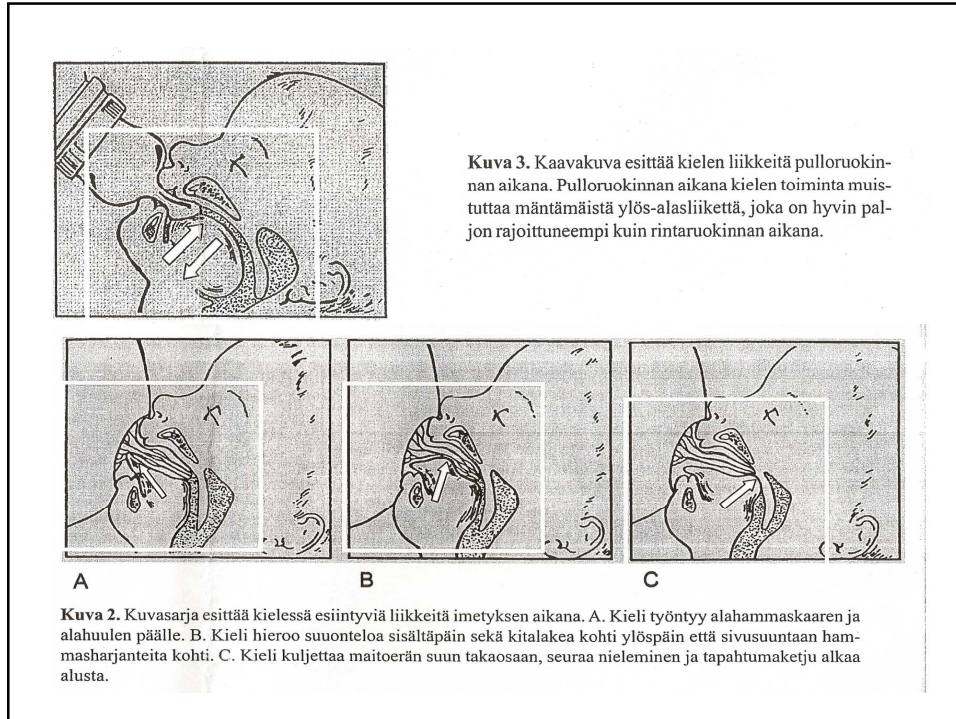 Kuva 3. Kaavakuva esittää kielen liikkeitä pulloruokin-
nan aikana. Pulloruokinnan aikana kielen toiminta muis-
tuttaa mäntämäistä ylös-alasliikettä, joka on hyvin pal-
jon rajoittuneempi kuin rintaruokinnan aikana.
A
B
C
Kuva 2. Kuvasarja esittää kielessä esiintyviä liikkeitä imetyksen aikana. A. Kieli työntyy alahammaskaaren ja
alahuulen päälle. B. Kieli hieroo suuonteloa sisältäpäin sekä kitalakea kohti ylöspäin että sivusuuntaan ham-
masharjanteita kohti. C. Kieli kuljettaa maitoerän suun takaosaan, seuraa nieleminen ja tapahtumaketju alkaa
alusta.